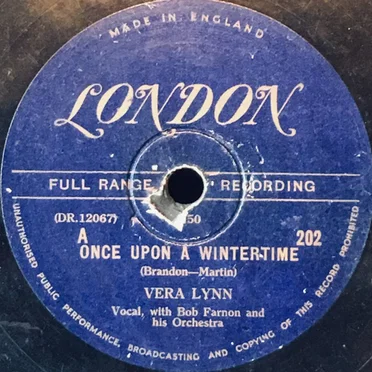 MADE IN ENGLAND
LONDON
FULL RANGE RECORDING
(DR.12067) 50
A 202
ONCE UPON A WINTERTIME
(Brandon—Martin)
VERA LYNN
Vocal, with Bob Farnon and
his Orchestra
UNAUTHORISED PUBLIC PERFORMANCE, BROADCASTING AND COPYING OF THIS RECORD PROHIBITED